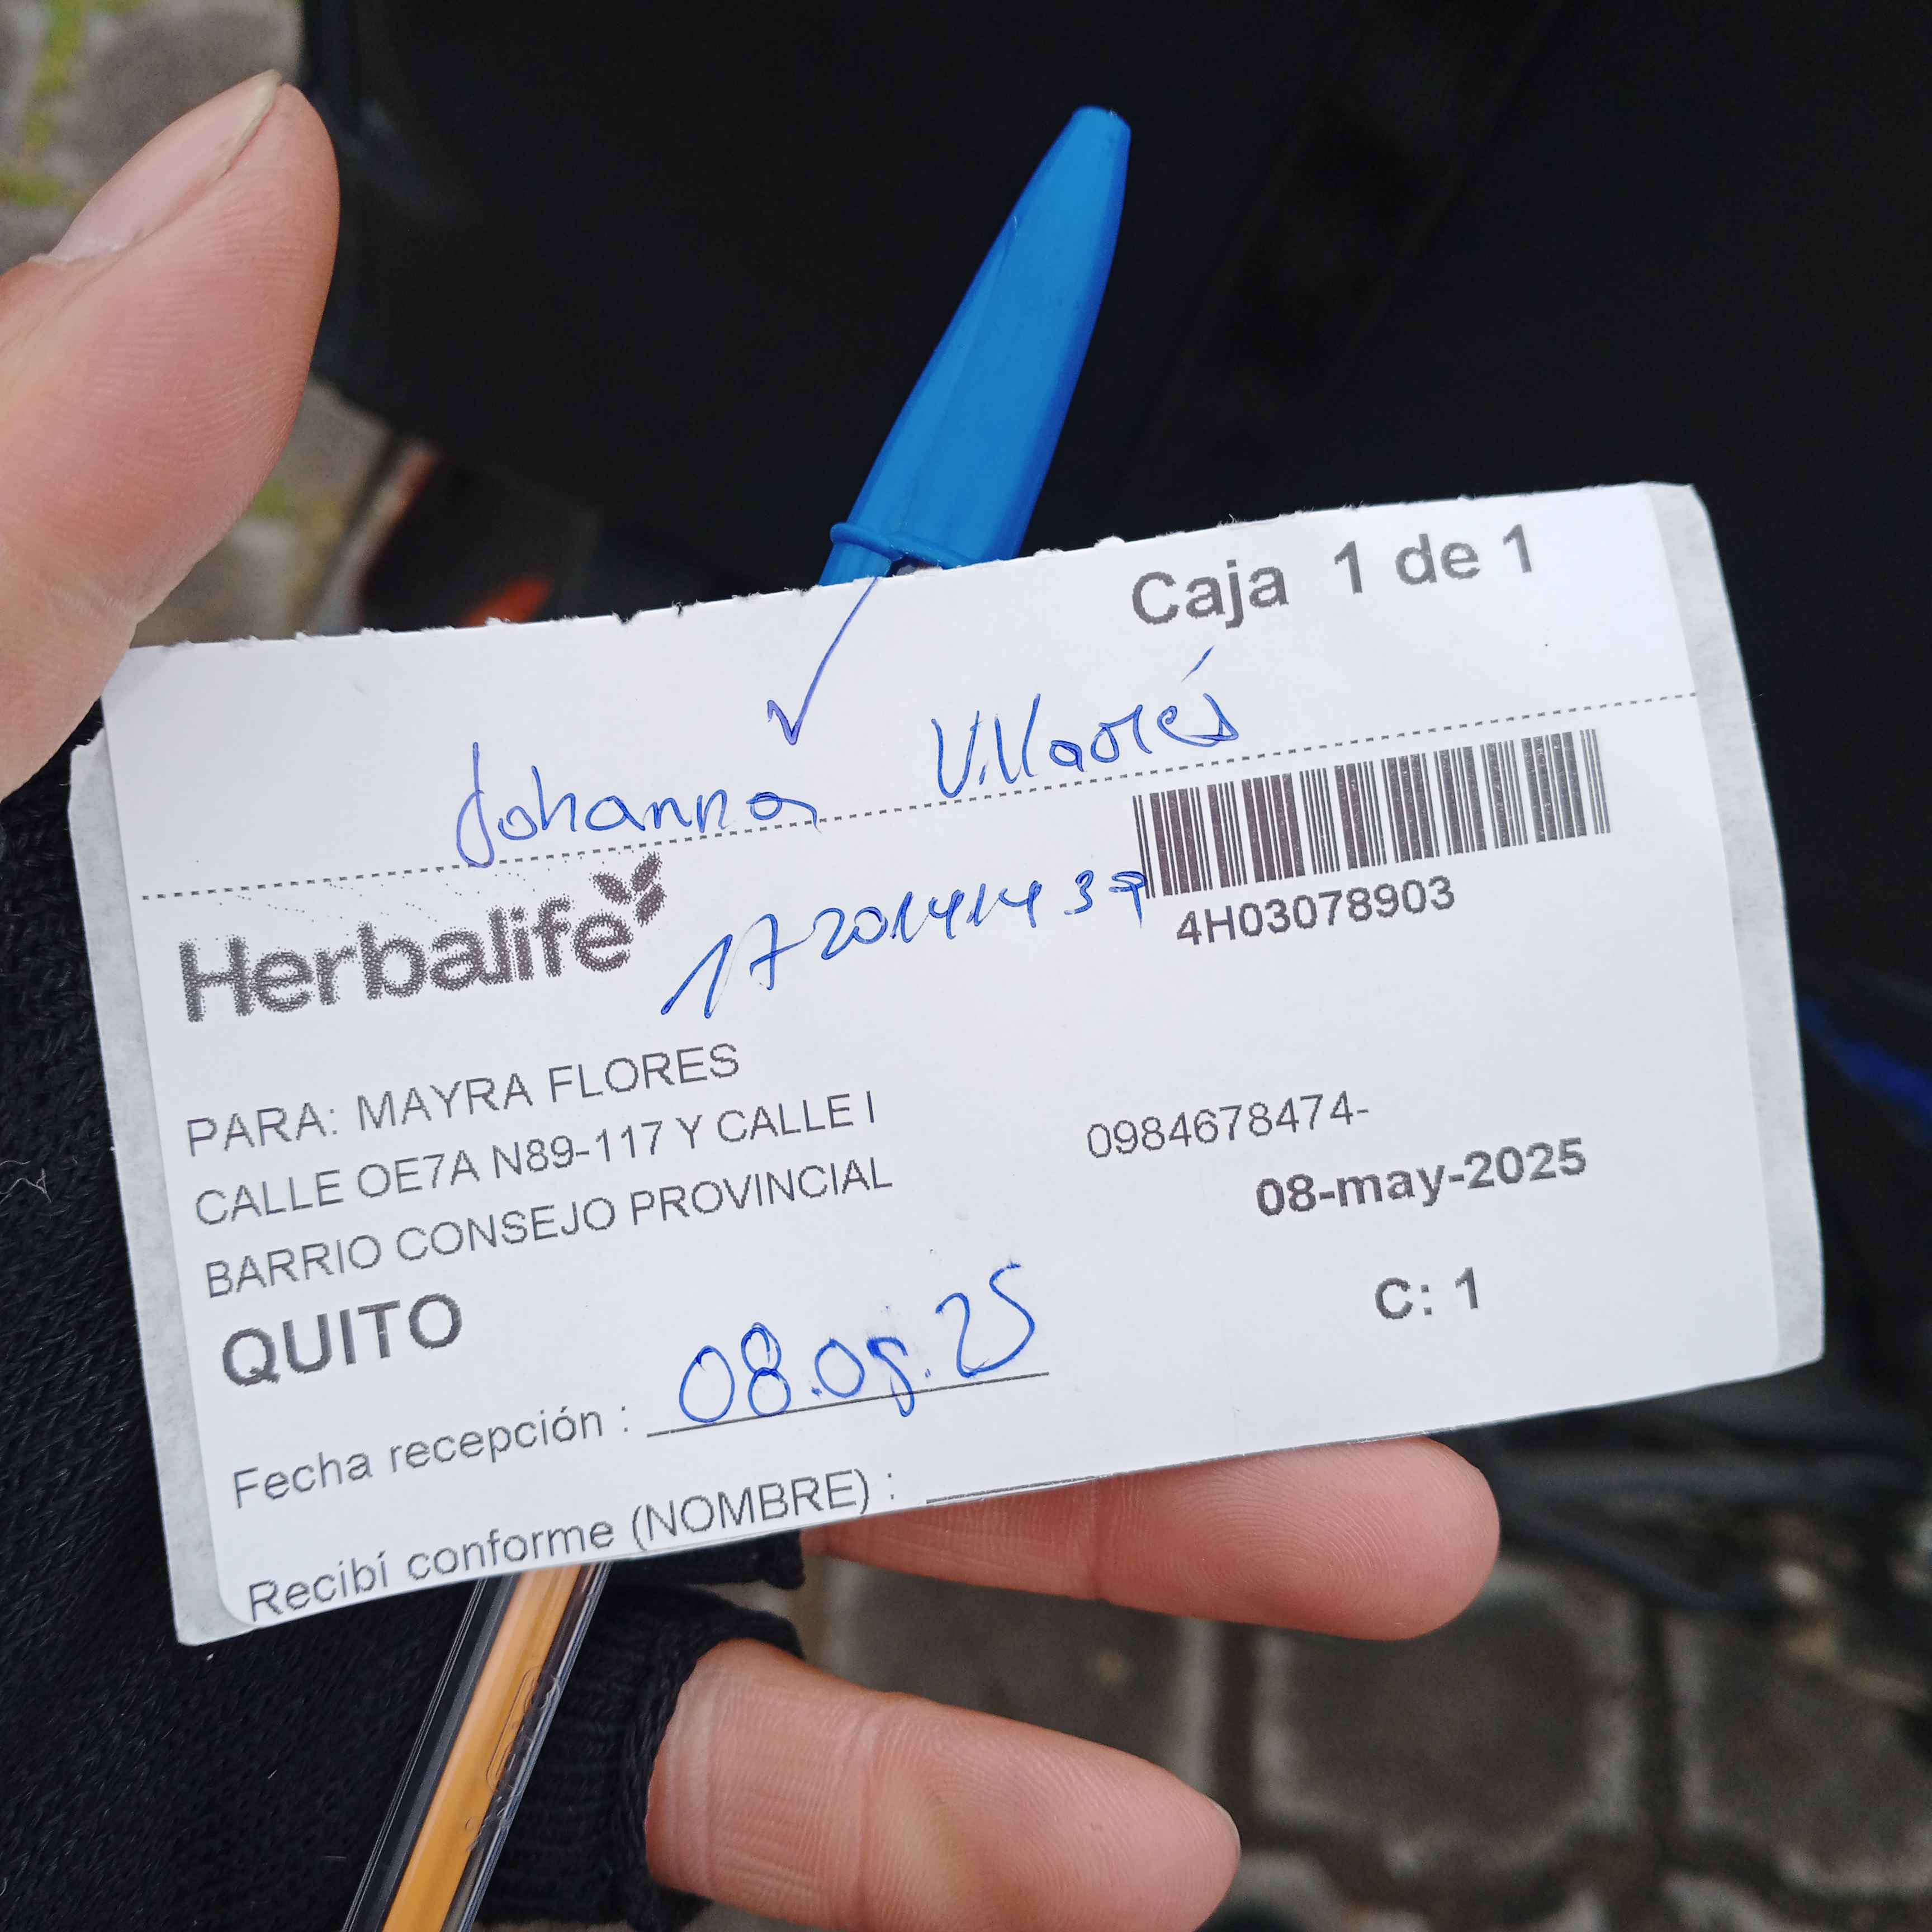 Caja 1 de 1
Johanna Villacrés
Herbalife
1720141437
4H03078903
PARA: MAYRA FLORES
CALLE OE7A N89-117 Y CALLE I
0984678474-
BARRIO CONSEJO PROVINCIAL
08-may-2025
QUITO
C: 1
Fecha recepción : 08.05.25
Recibí conforme (NOMBRE) :